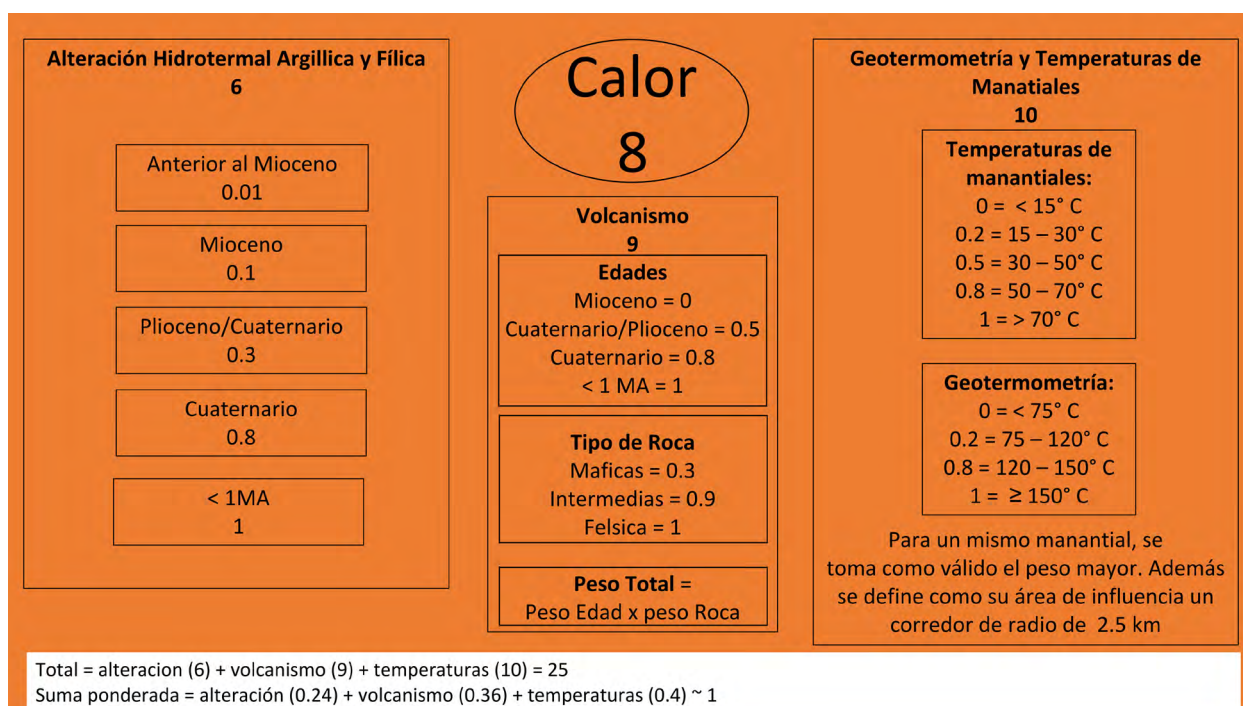 Alteración Hidrotermal Argillica y Fílica
6
Anterior al Mioceno
0.01
Mioceno
0.1
Plioceno/Cuaternario
0.3
Cuaternario
0.8
< 1MA
1
Calor
8
Volcanismo
9
Edades
Mioceno = 0
Cuaternario/Plioceno = 0.5
Cuaternario = 0.8
< 1 MA = 1
Tipo de Roca
Maficas = 0.3
Intermedias = 0.9
Felsica = 1
Peso Total =
Peso Edad x peso Roca
Geotermometría y Temperaturas de
Manatiales
10
Temperaturas de
manantiales:
0 = < 15° C
0.2 = 15 – 30° C
0.5 = 30 – 50° C
0.8 = 50 – 70° C
1 = > 70° C
Geotermometría:
0 = < 75° C
0.2 = 75 – 120° C
0.8 = 120 – 150° C
1 = ≥ 150° C
Para un mismo manantial, se
toma como válido el peso mayor. Además
se define como su área de influencia un
corredor de radio de 2.5 km
Total = alteracion (6) + volcanismo (9) + temperaturas (10) = 25
Suma ponderada = alteración (0.24) + volcanismo (0.36) + temperaturas (0.4) ~ 1